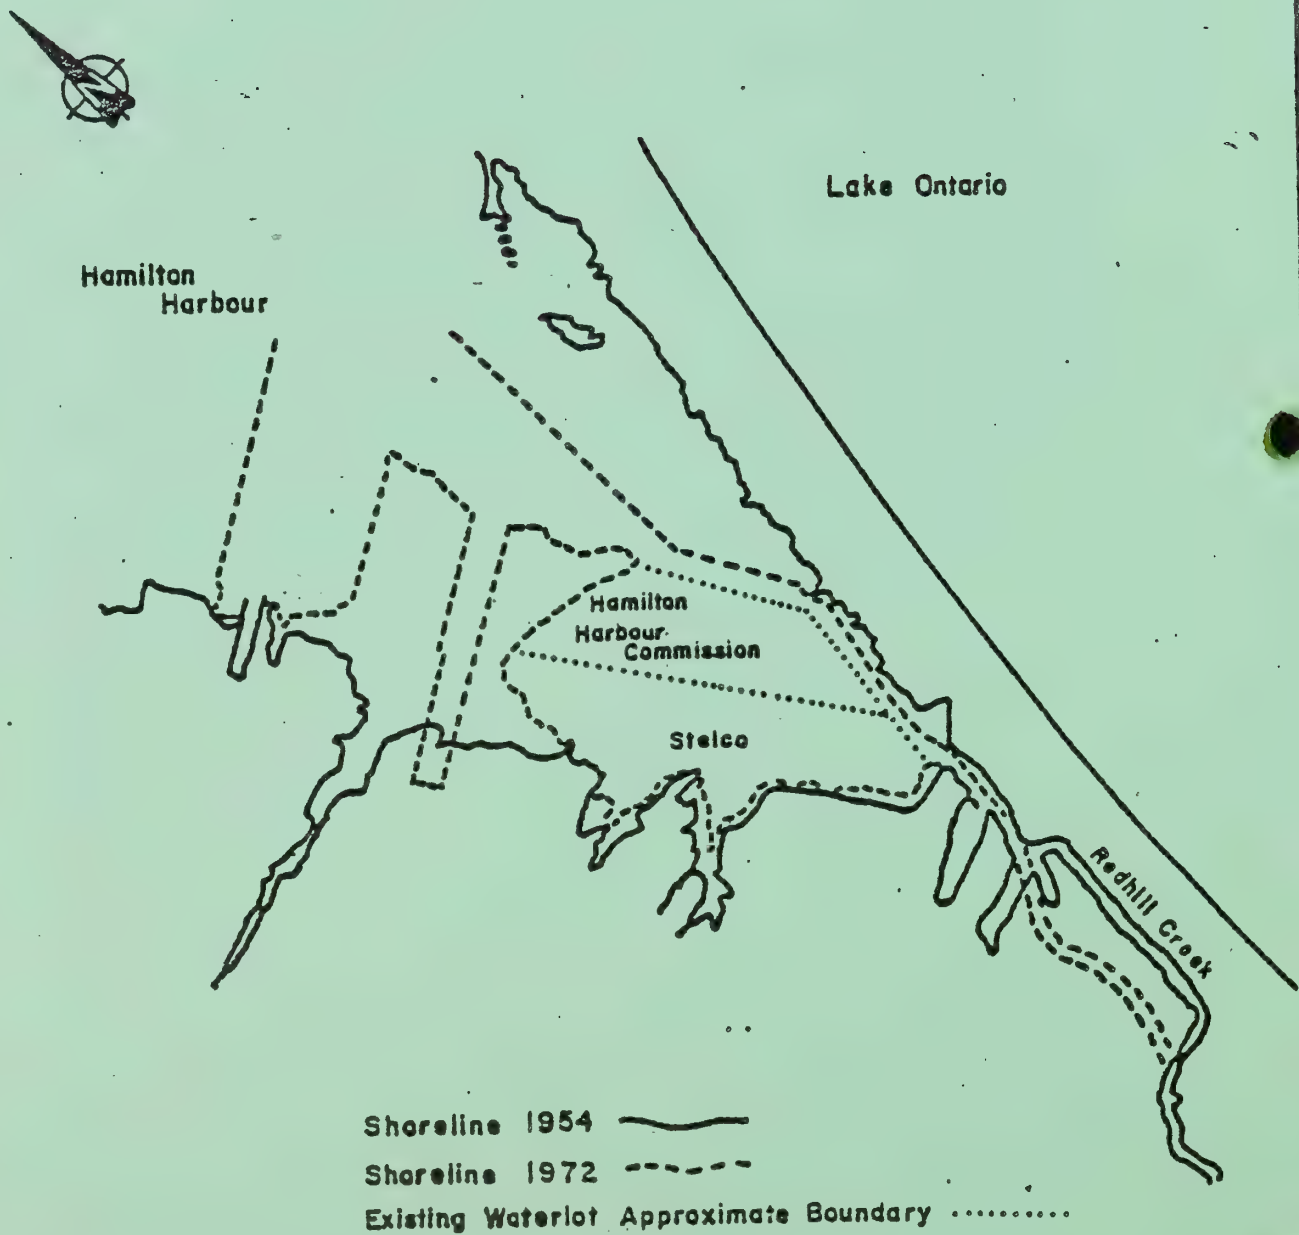 Lake Ontario
Hamilton
Harbour
Hamilton
Harbour
Commission
Stelco
Redhill Creek
Shoreline 1954
Shoreline 1972
Existing Waterlot Approximate Boundary